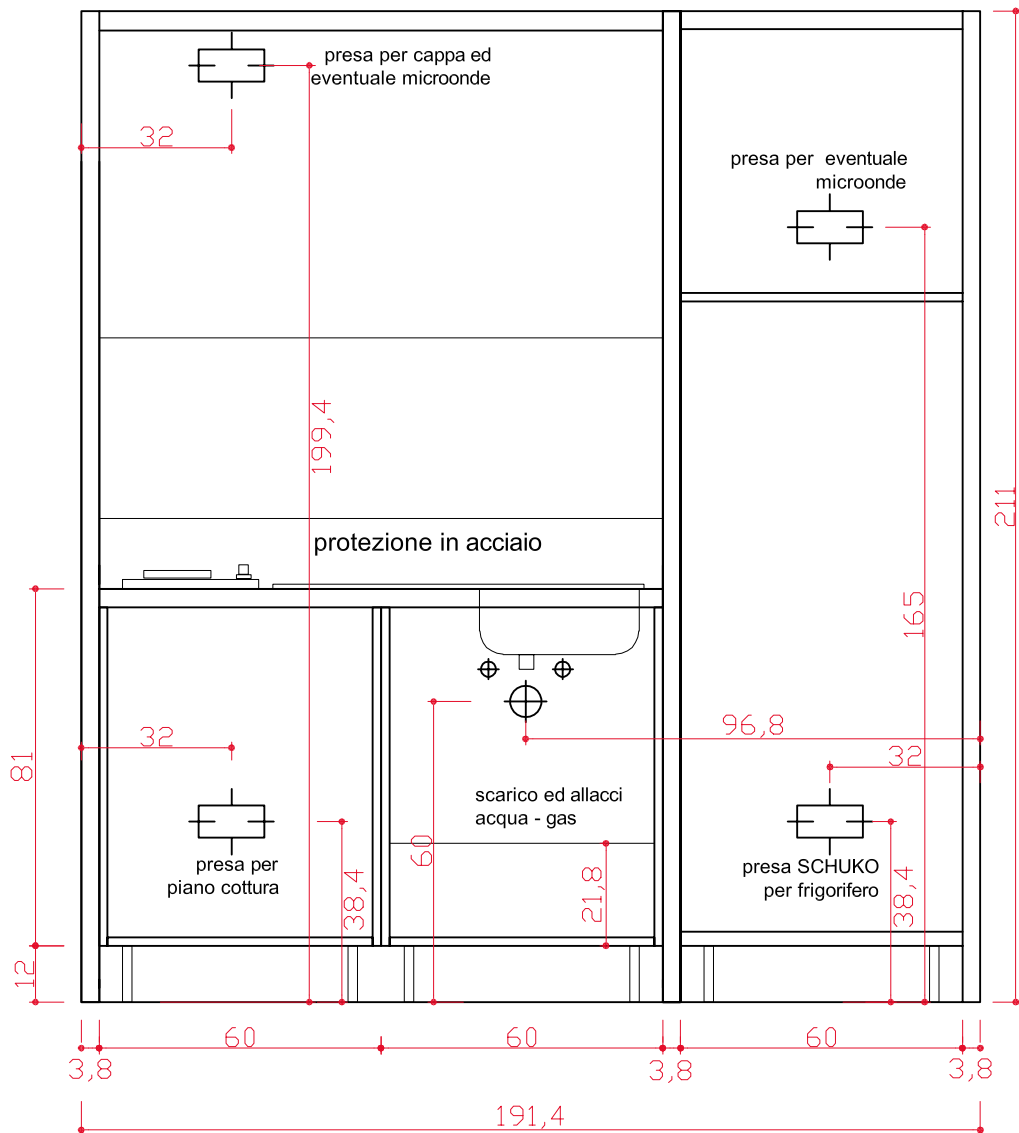 presa per cappa ed
eventuale microonde
32
presa per eventuale
microonde
199,4
211
protezione in acciaio
165
96,8
32
32
81
scarico ed allacci
acqua - gas
60
presa per
piano cottura
38,4
21,8
presa SCHUKO
per frigorifero
38,4
12
60
60
60
3,8
3,8
3,8
191,4